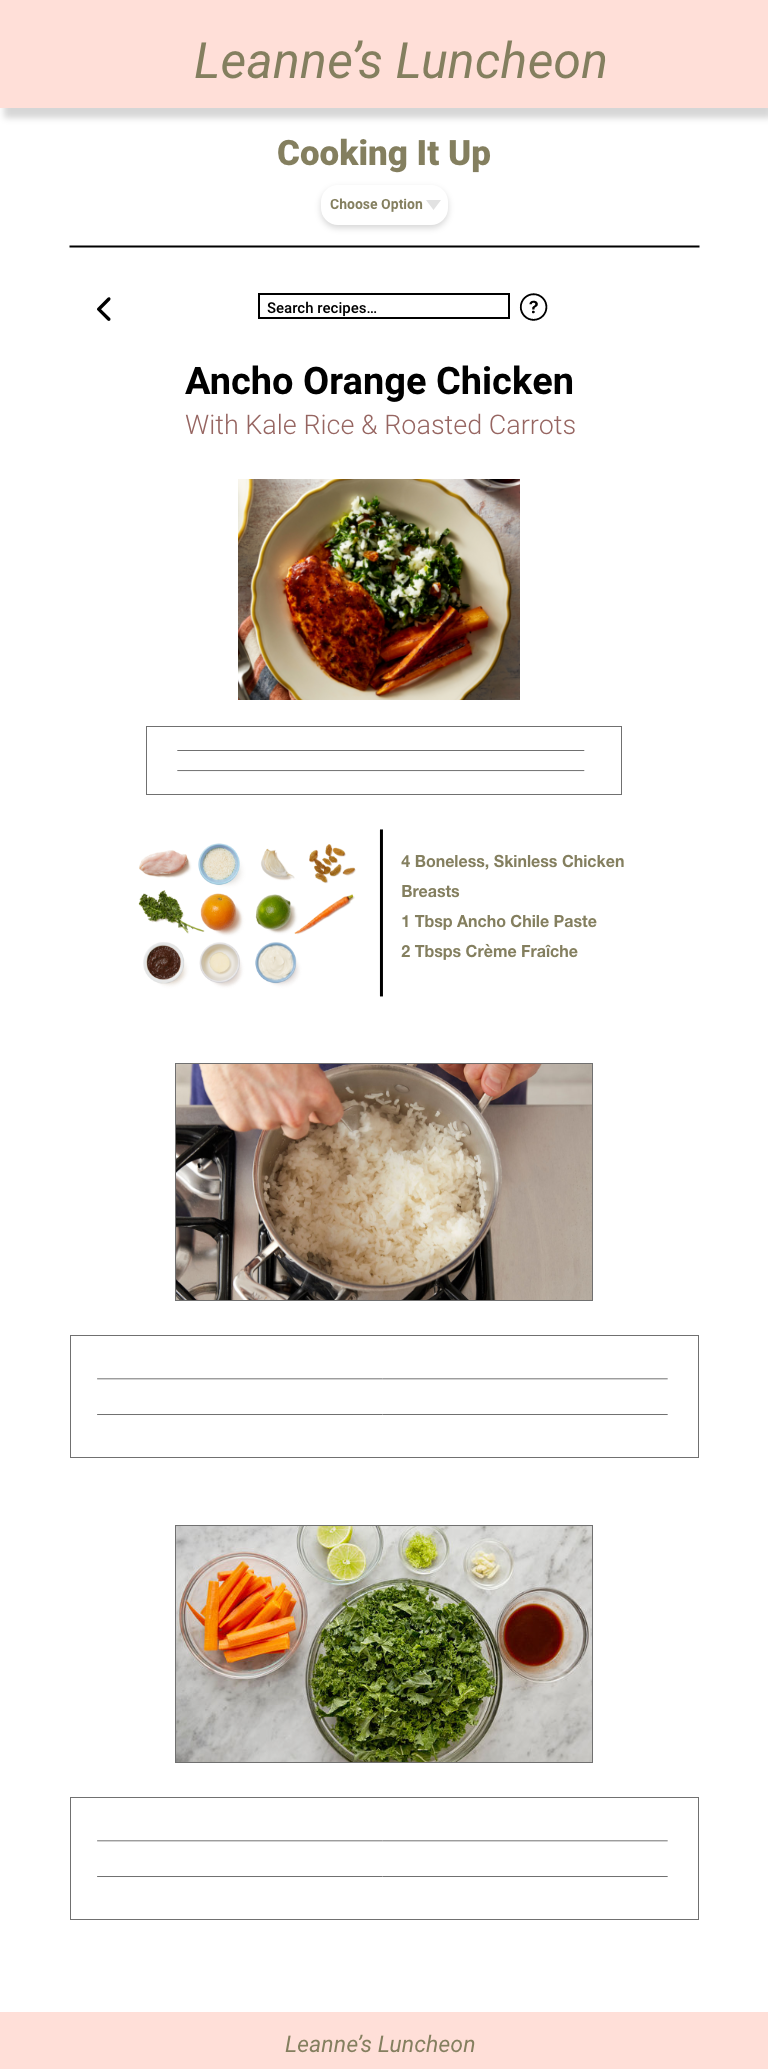 Leanne’s Luncheon
Cooking It Up
Choose Option
Search recipes...
?
Ancho Orange Chicken
With Kale Rice & Roasted Carrots
4 Boneless, Skinless Chicken
Breasts
1 Tbsp Ancho Chile Paste
2 Tbsps Crème Fraîche
Leanne’s Luncheon